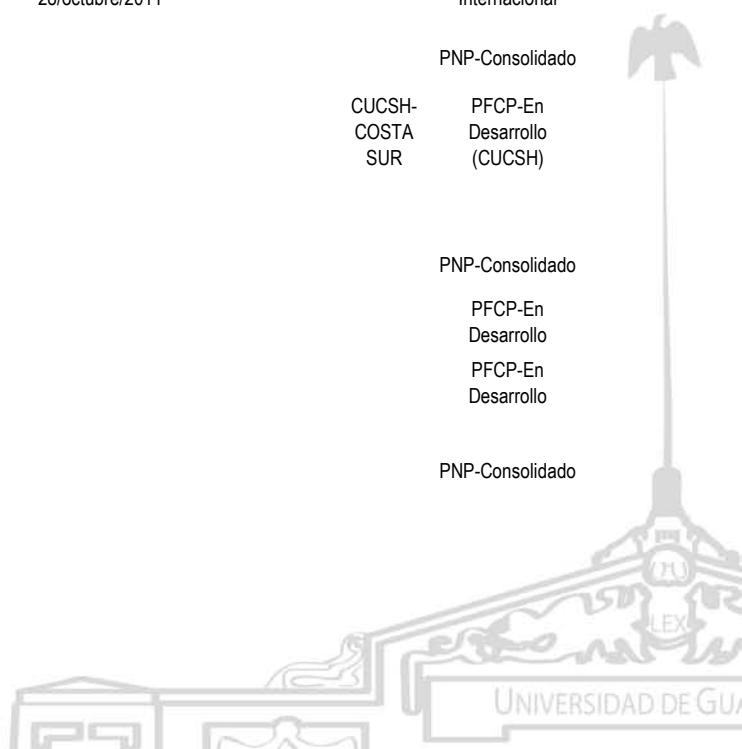 PNP-Consolidado
CUCSH-
COSTA
SUR
PFCP-En
Desarrollo
(CUCSH)
PNP-Consolidado
PFCP-En
Desarrollo
PFCP-En
Desarrollo
PNP-Consolidado
LEX
UNIVERSIDAD DE GUA